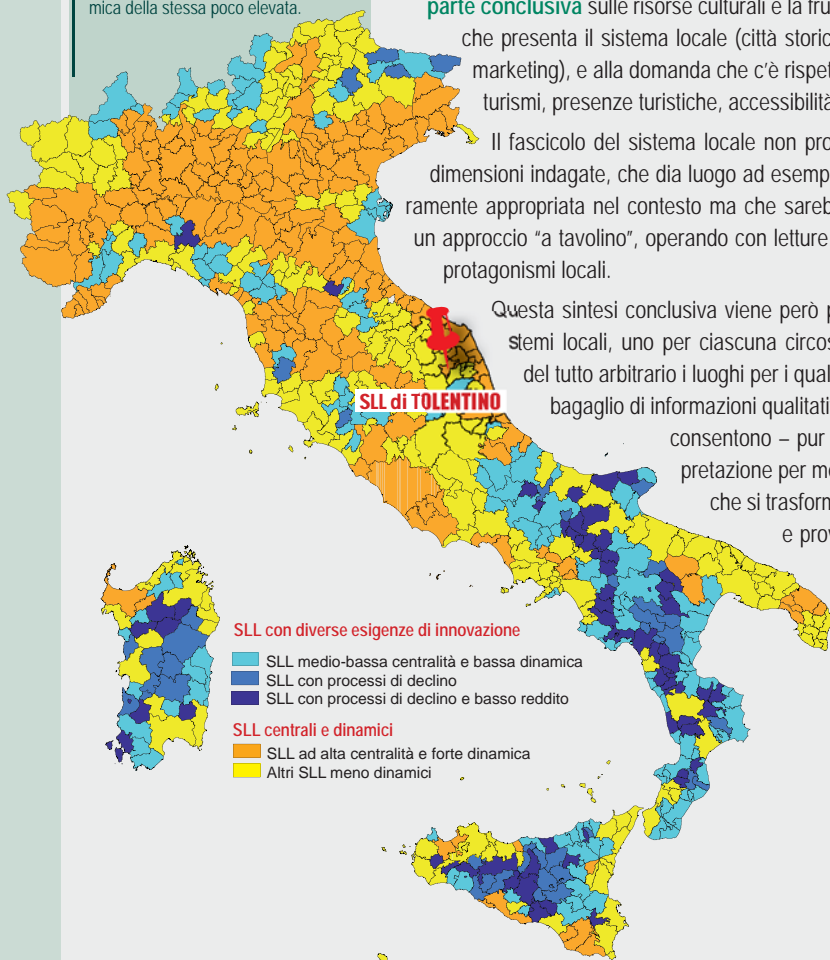 mica della stessa poco elevata.
parte conclusiva sulle risorse culturali e la fru
che presenta il sistema locale (città storic
marketing), e alla domanda che c'è rispet
turismi, presenze turistiche, accessibilità
Il fascicolo del sistema locale non pro
dimensioni indagate, che dia luogo ad esemp
ramente appropriata nel contesto ma che sareb
un approccio "a tavolino", operando con letture
protagonismi locali.
Questa sintesi conclusiva viene però p
stemi locali, uno per ciascuna circos
del tutto arbitrario i luoghi per i qual
bagaglio di informazioni qualitati
consentono – pur
pretazione per me
che si trasform
e prov
SLL di TOLENTINO
SLL con diverse esigenze di innovazione
SLL medio-bassa centralità e bassa dinamica
SLL con processi di declino
SLL con processi di declino e basso reddito
SLL centrali e dinamici
SLL ad alta centralità e forte dinamica
Altri SLL meno dinamici